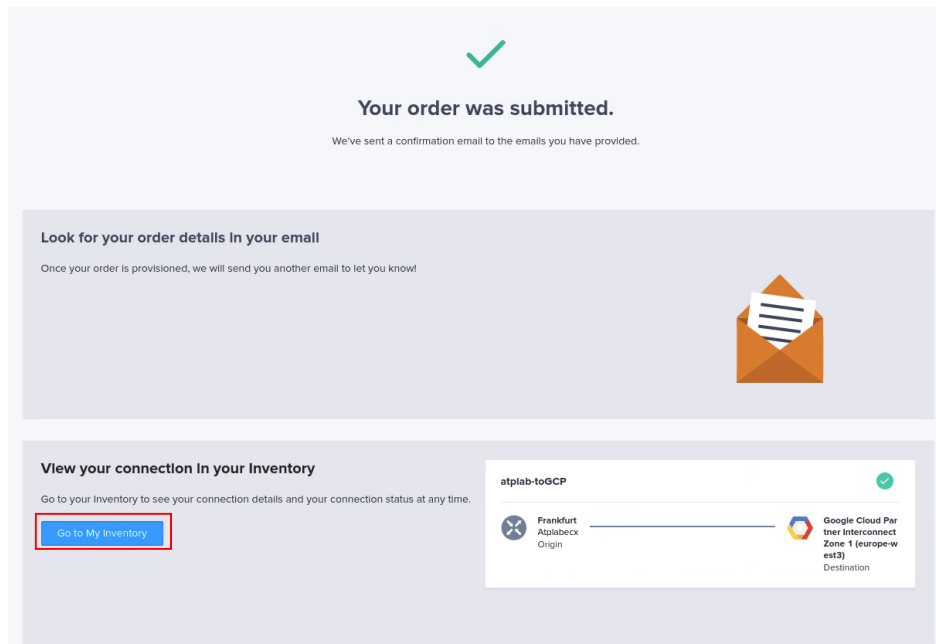 Your order was submitted.
We've sent a confirmation email to the emails you have provided.
Look for your order details in your email
Once your order is provisioned, we will send you another email to let you know!
View your connection in your Inventory
Go to your Inventory to see your connection details and your connection status at any time.
Go to My Inventory
atplab-toGCP
Frankfurt
Atplabecx
Origin
Google Cloud Par
tner Interconnect
Zone 1 (europe-w
est3)
Destination